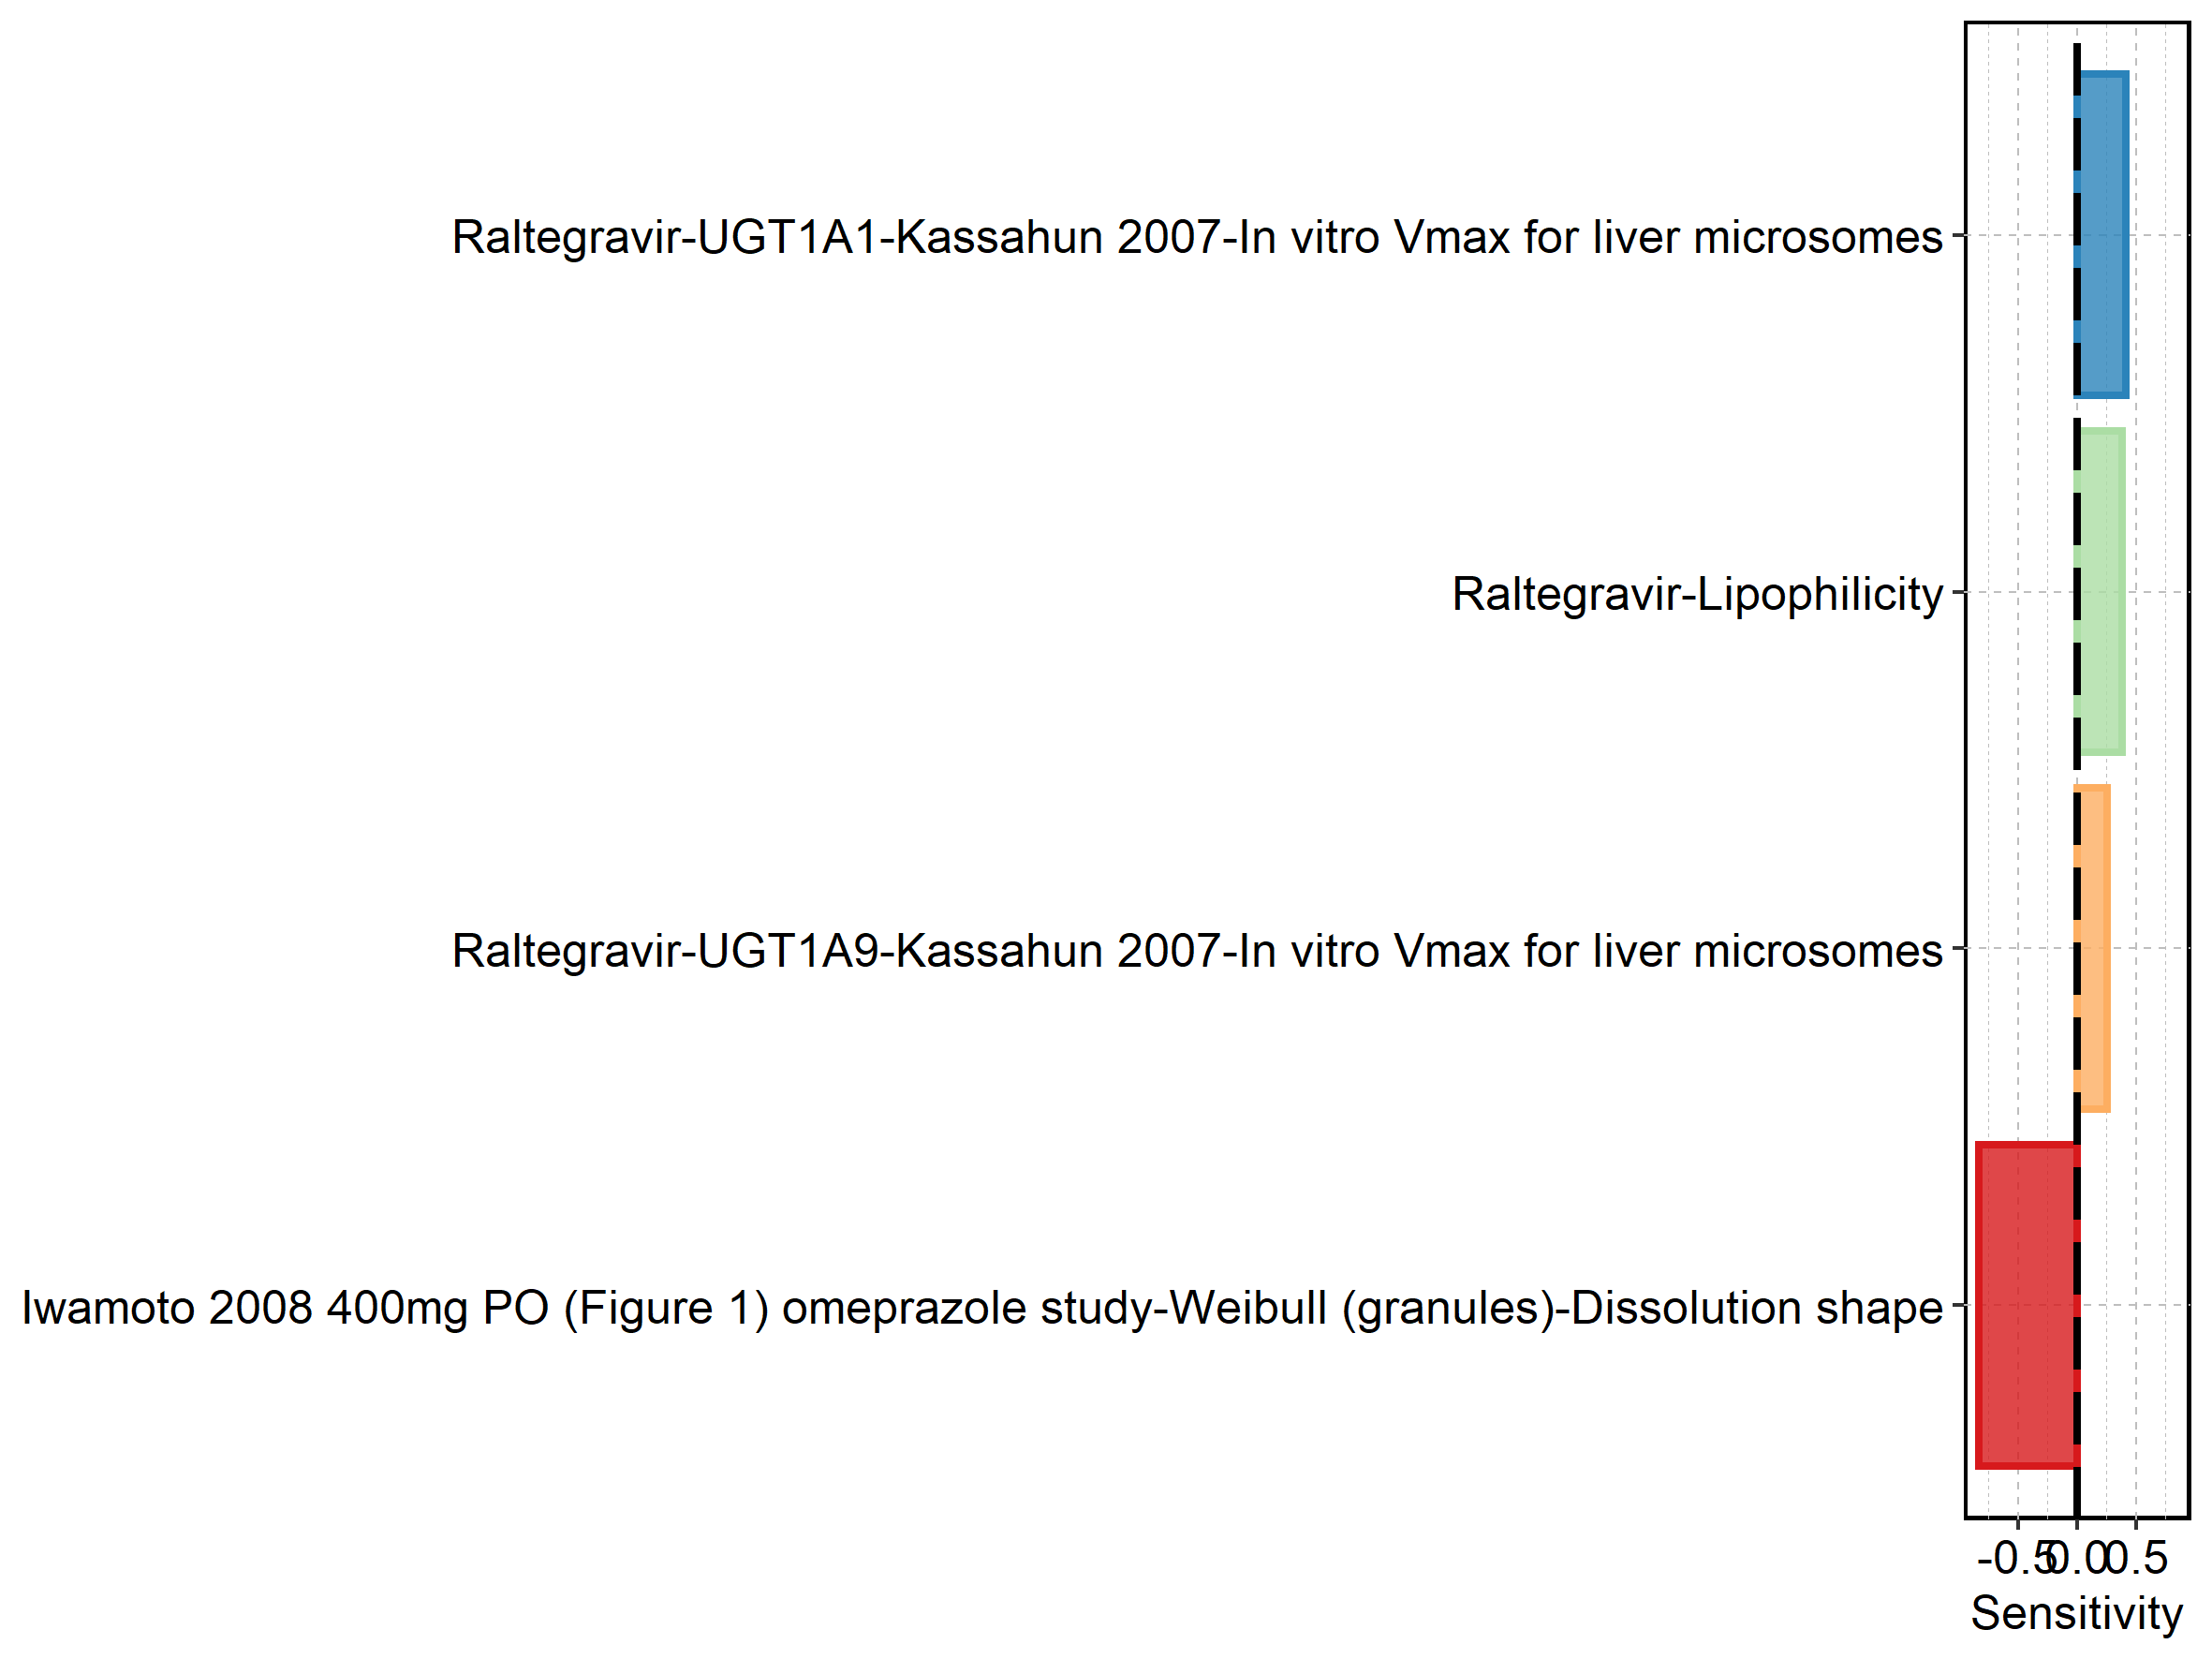 Raltegravir-UGT1A1-Kassahun 2007-In vitro Vmax for liver microsomes
Raltegravir-Lipophilicity
Raltegravir-UGT1A9-Kassahun 2007-In vitro Vmax for liver microsomes
Iwamoto 2008 400mg PO (Figure 1) omeprazole study-Weibull (granules)-Dissolution shape
-0.5 0.0 0.5
Sensitivity